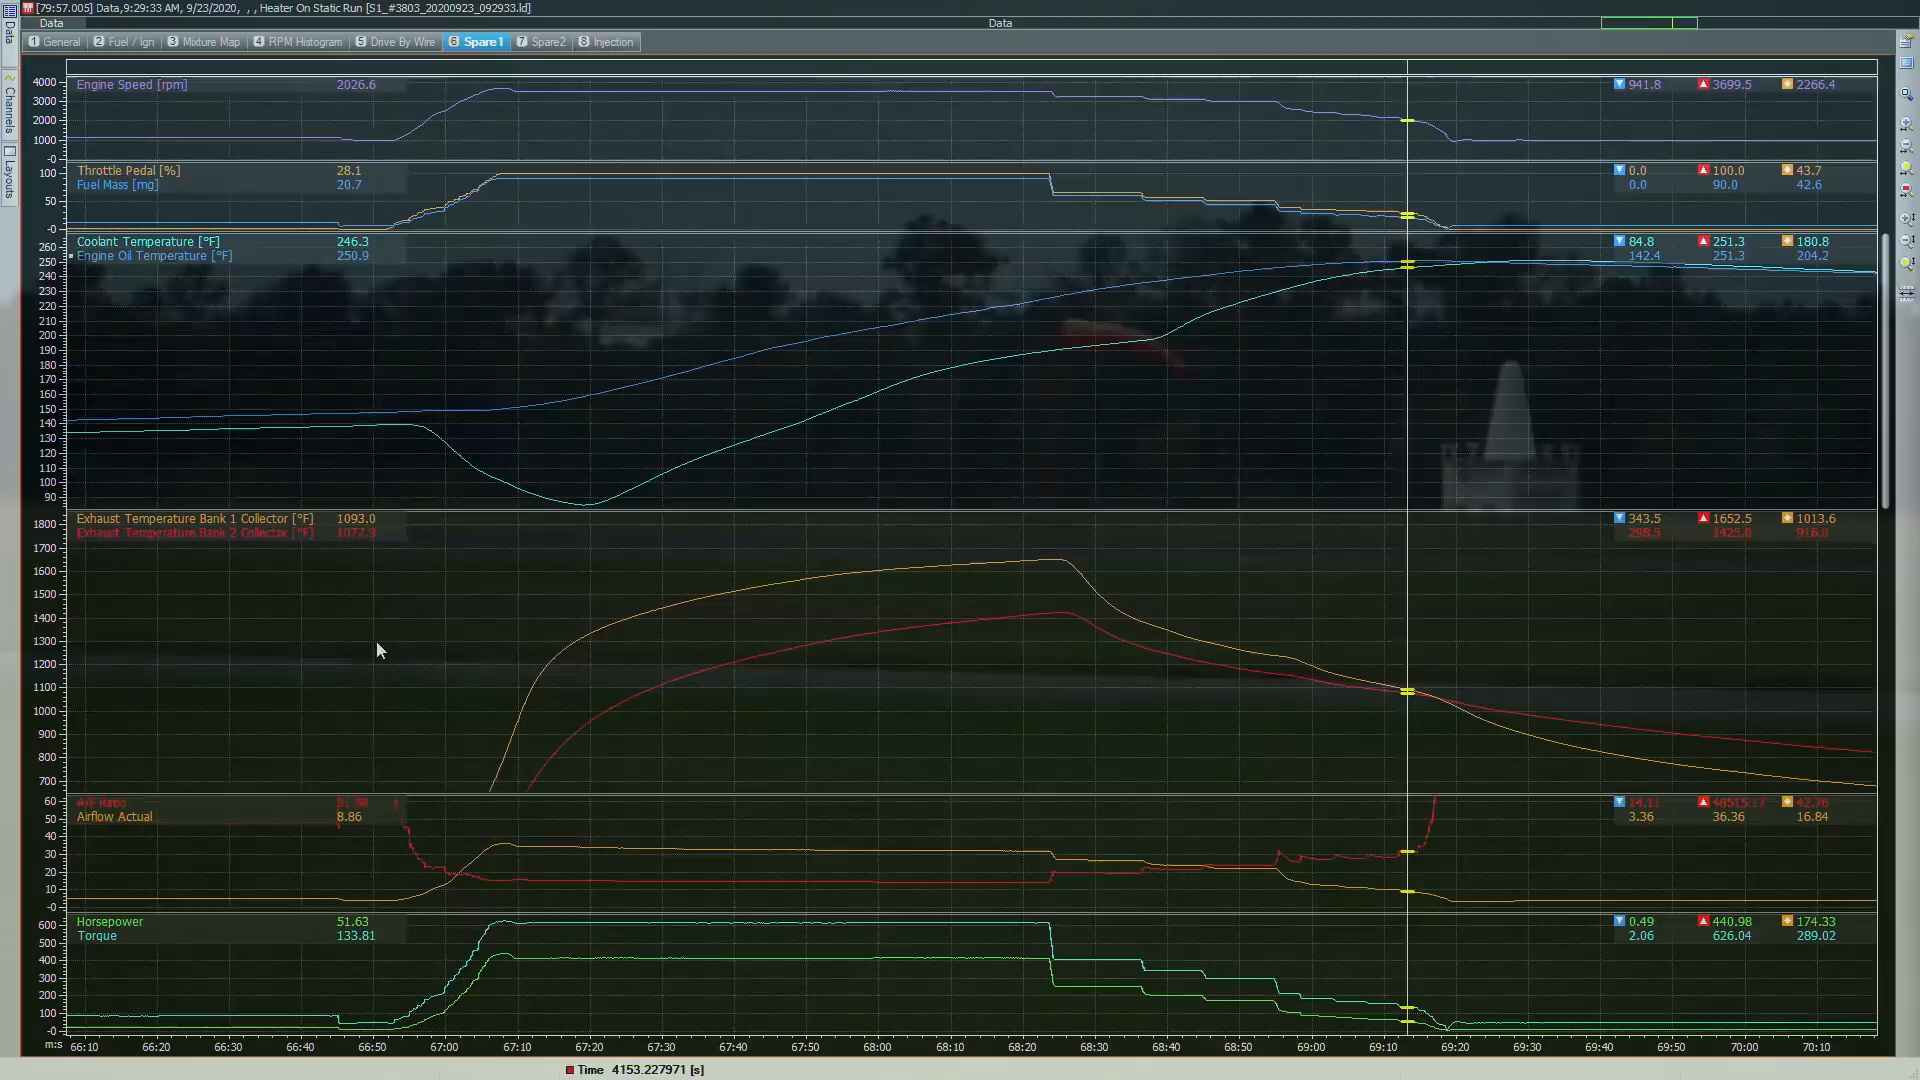 [79:57.005] Data,9:29:33 AM, 9/23/2020, , , Heater On Static Run [S1_#3803_20200923_092933.ld]
Data Data
1 General 2 Fuel / Ign 3 Mixture Map 4 RPM Histogram 5 Drive By Wire 6 Spare1 7 Spare2 8 Injection
Data
Channels
Layouts
Engine Speed [rpm] 2026.6 941.8 3699.5 2266.4
4000
3000
2000
1000
-0
Throttle Pedal [%] 28.1 0.0 100.0 43.7
Fuel Mass [mg] 20.7 0.0 90.0 42.6
100
50
-0
Coolant Temperature [°F] 246.3 84.8 251.3 180.8
Engine Oil Temperature [°F] 250.9 142.4 251.3 204.2
260
250
240
230
220
210
200
190
180
170
160
150
140
130
120
110
100
90
Exhaust Temperature Bank 1 Collector [°F] 1093.0 343.5 1652.5 1013.6
Exhaust Temperature Bank 2 Collector [°F] 1077.3 298.5 1425.0 916.0
1800
1700
1600
1500
1400
1300
1200
1100
1000
900
800
700
A/F Ratio 14.11 48515.17 42.76
Airflow Actual 8.86 3.36 36.36 16.84
60
50
40
30
20
10
-0
Horsepower 51.63 0.49 440.98 174.33
Torque 133.81 2.06 626.04 289.02
600
500
400
300
200
100
-0
m:s 66:10 66:20 66:30 66:40 66:50 67:00 67:10 67:20 67:30 67:40 67:50 68:00 68:10 68:20 68:30 68:40 68:50 69:00 69:10 69:20 69:30 69:40 69:50 70:00 70:10
Time 4153.227971 [s]